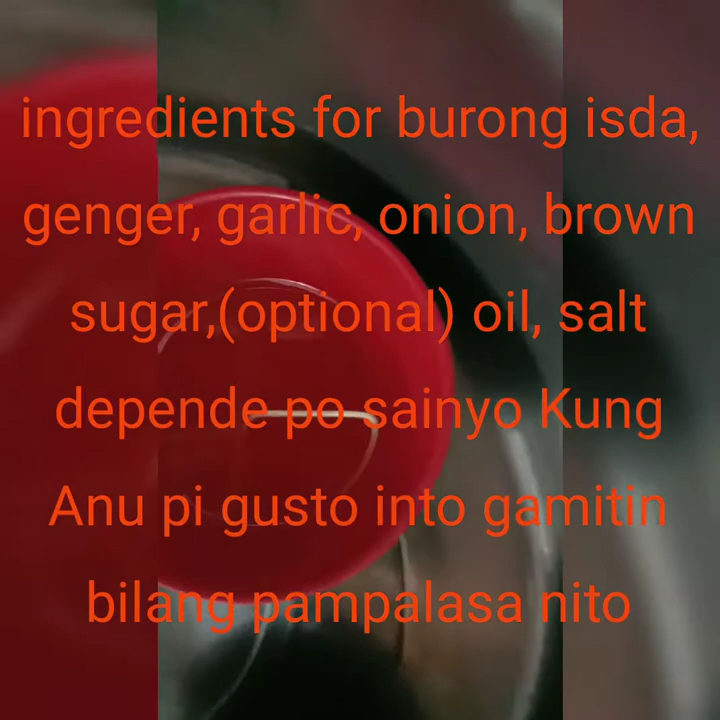 ingredients for burong isda,
genger, garlic, onion, brown
sugar,(optional) oil, salt
depende po sainyo Kung
Anu pi gusto into gamitin
bilang pampalasa nito